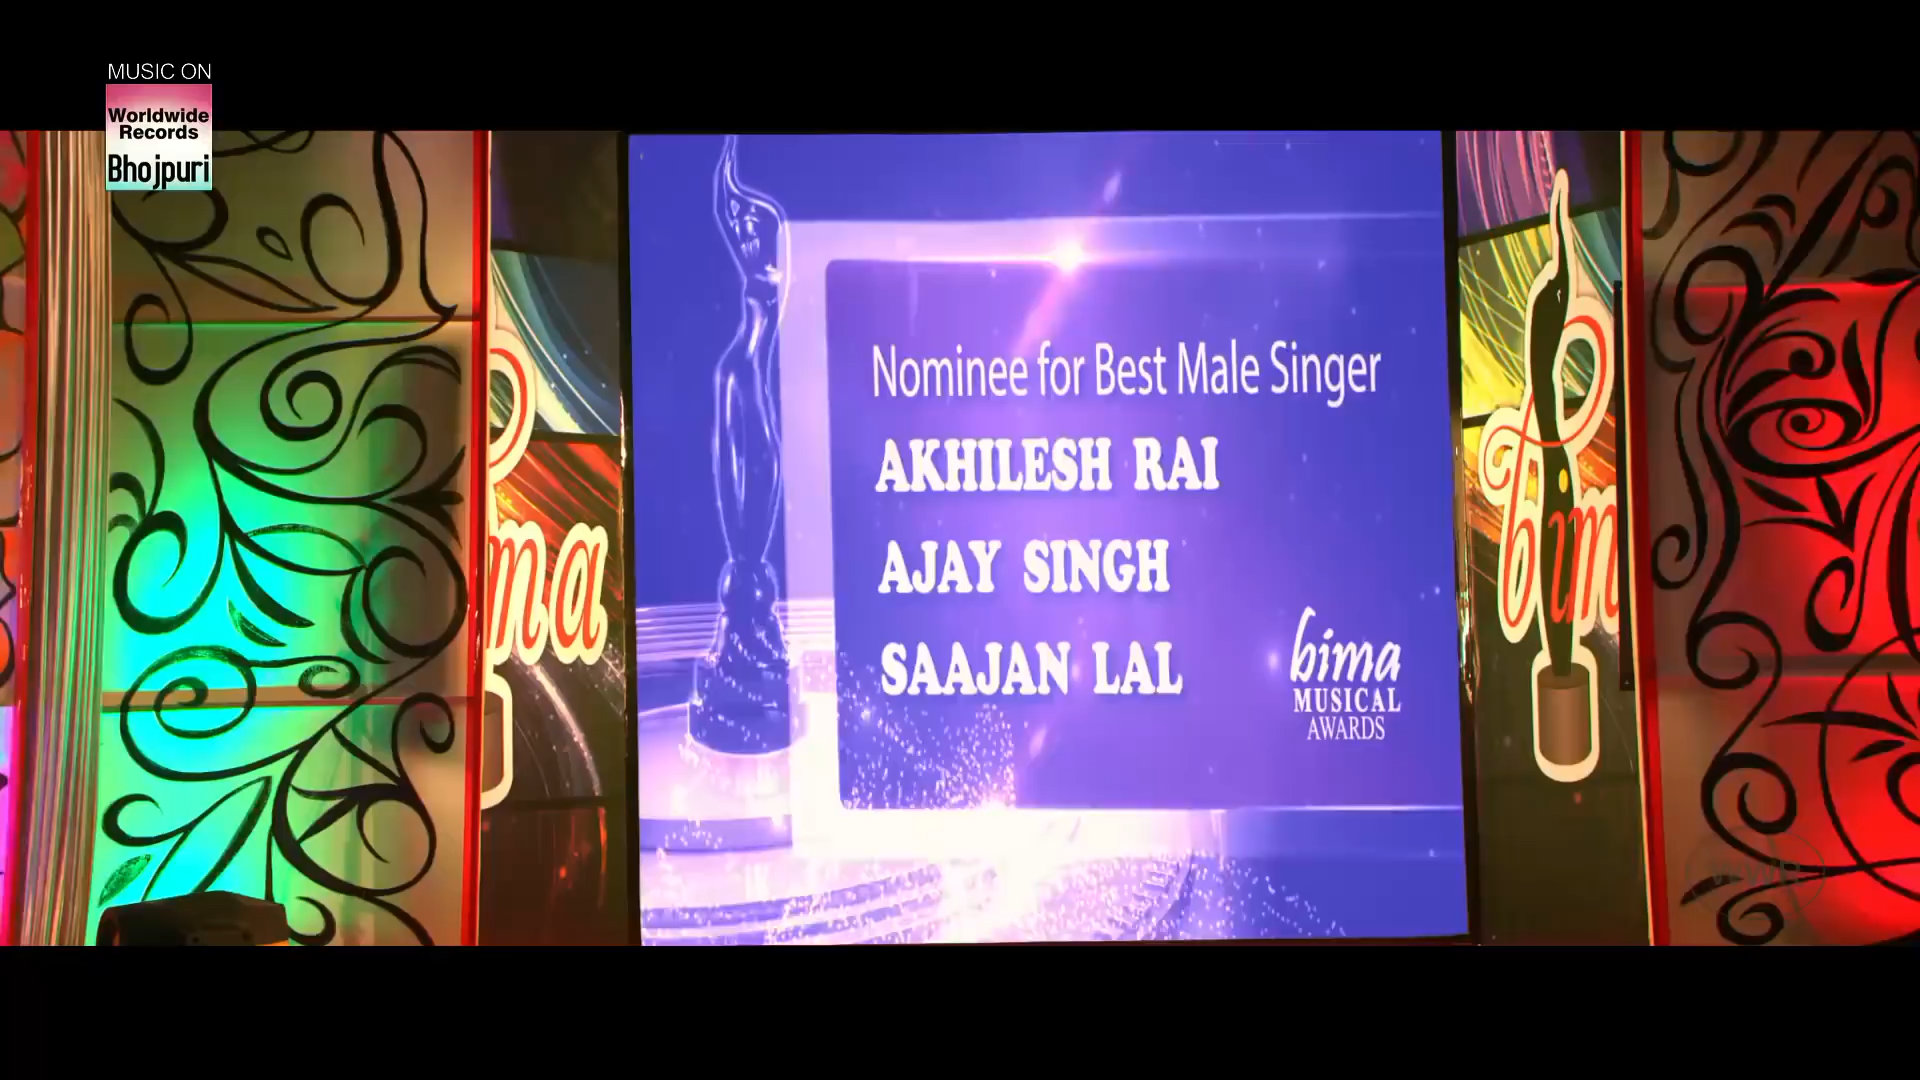 MUSIC ON
Worldwide
Records
Bhojpuri
Nominee for Best Male Singer
AKHILESH RAI
AJAY SINGH
SAAJAN LAL
bima
MUSICAL
AWARDS
ma
bim